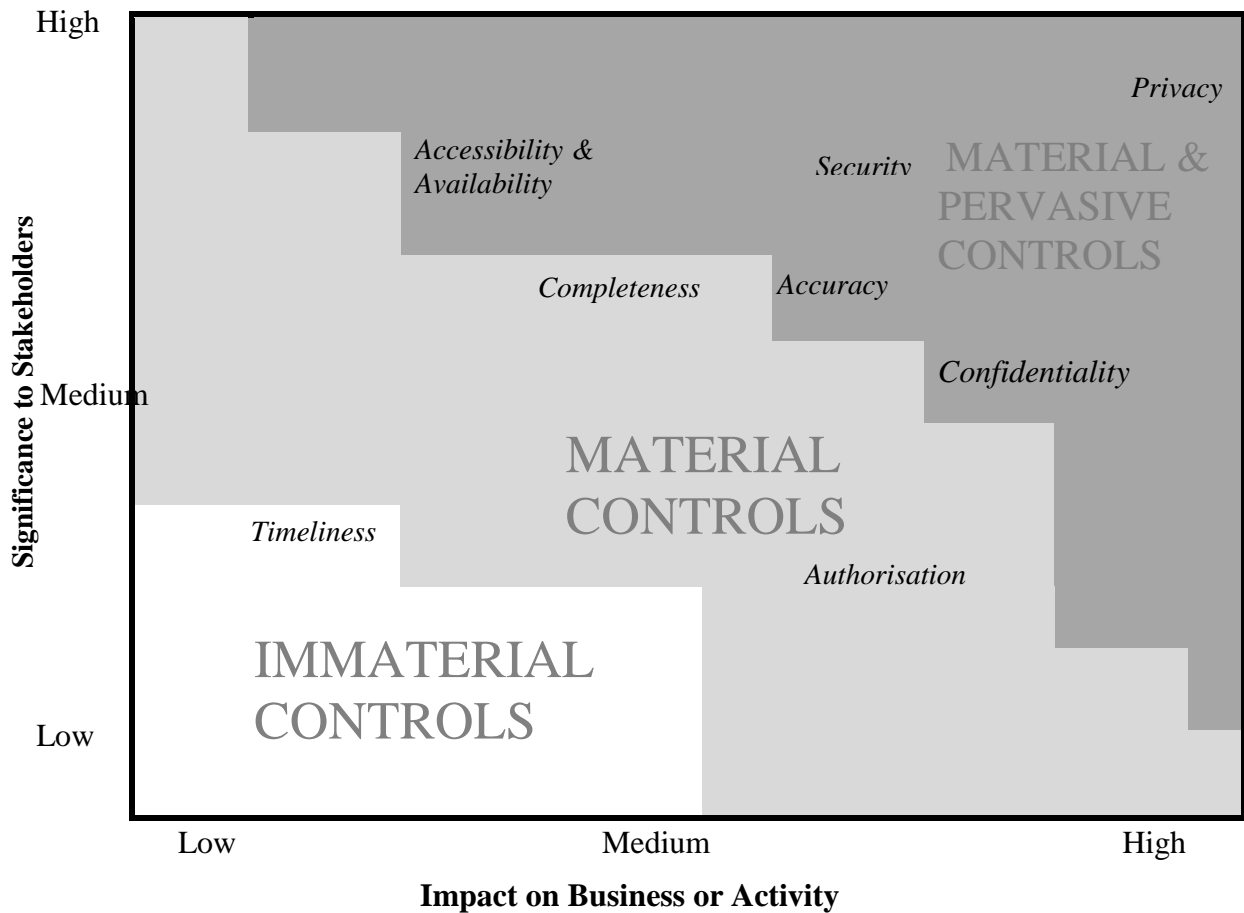 High
Privacy
Accessibility &
Availability
Security
MATERIAL &
PERVASIVE
CONTROLS
Completeness
Accuracy
Significance to Stakeholders
Medium
Confidentiality
MATERIAL
CONTROLS
Timeliness
Authorisation
IMMATERIAL
CONTROLS
Low
Low
Medium
High
Impact on Business or Activity